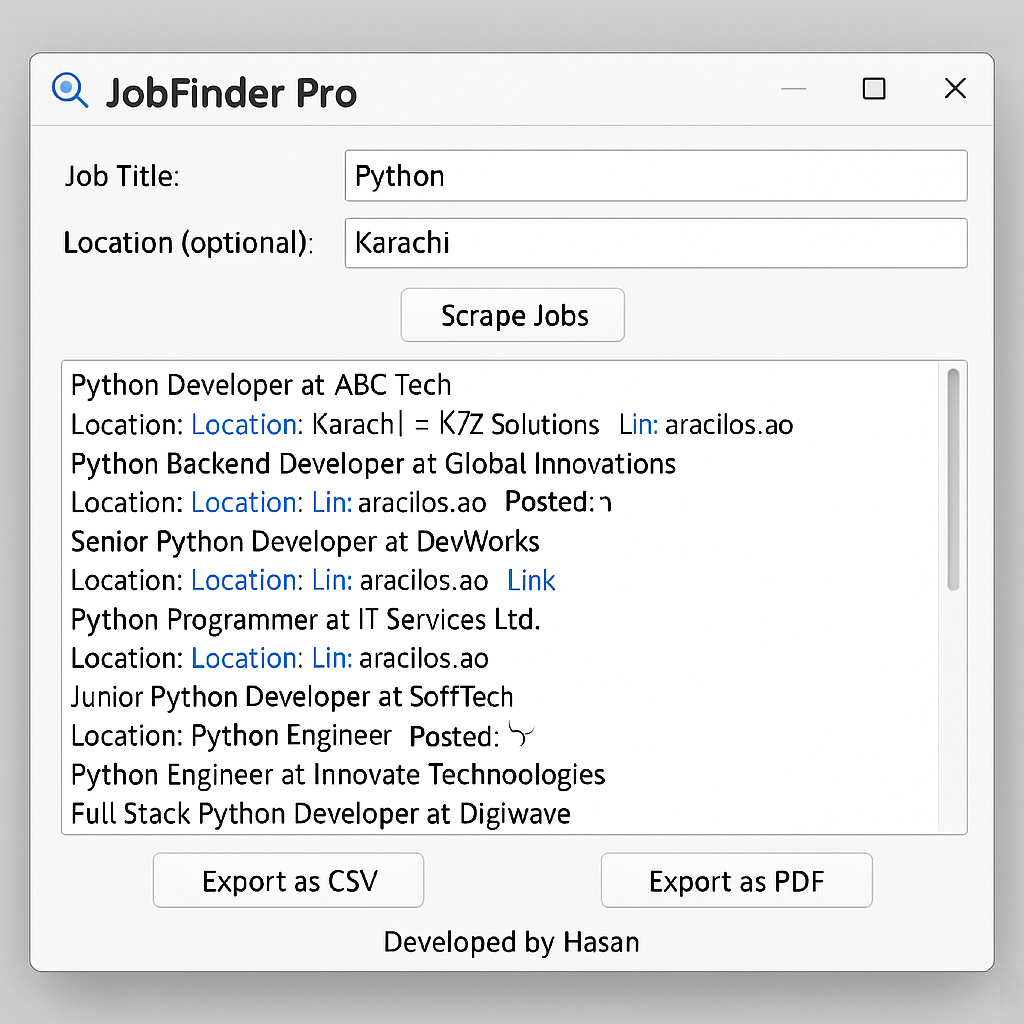 JobFinder Pro
Job Title: Python
Location (optional): Karachi
Scrape Jobs
Python Developer at ABC Tech
Location: Location: Karach| = K7Z Solutions Lin: aracilos.ao
Python Backend Developer at Global Innovations
Location: Location: Lin: aracilos.ao Posted:
Senior Python Developer at DevWorks
Location: Location: Lin: aracilos.ao Link
Python Programmer at IT Services Ltd.
Location: Location: Lin: aracilos.ao
Junior Python Developer at SoffTech
Location: Python Engineer Posted:
Python Engineer at Innovate Technoologies
Full Stack Python Developer at Digiwave
Export as CSV Export as PDF
Developed by Hasan